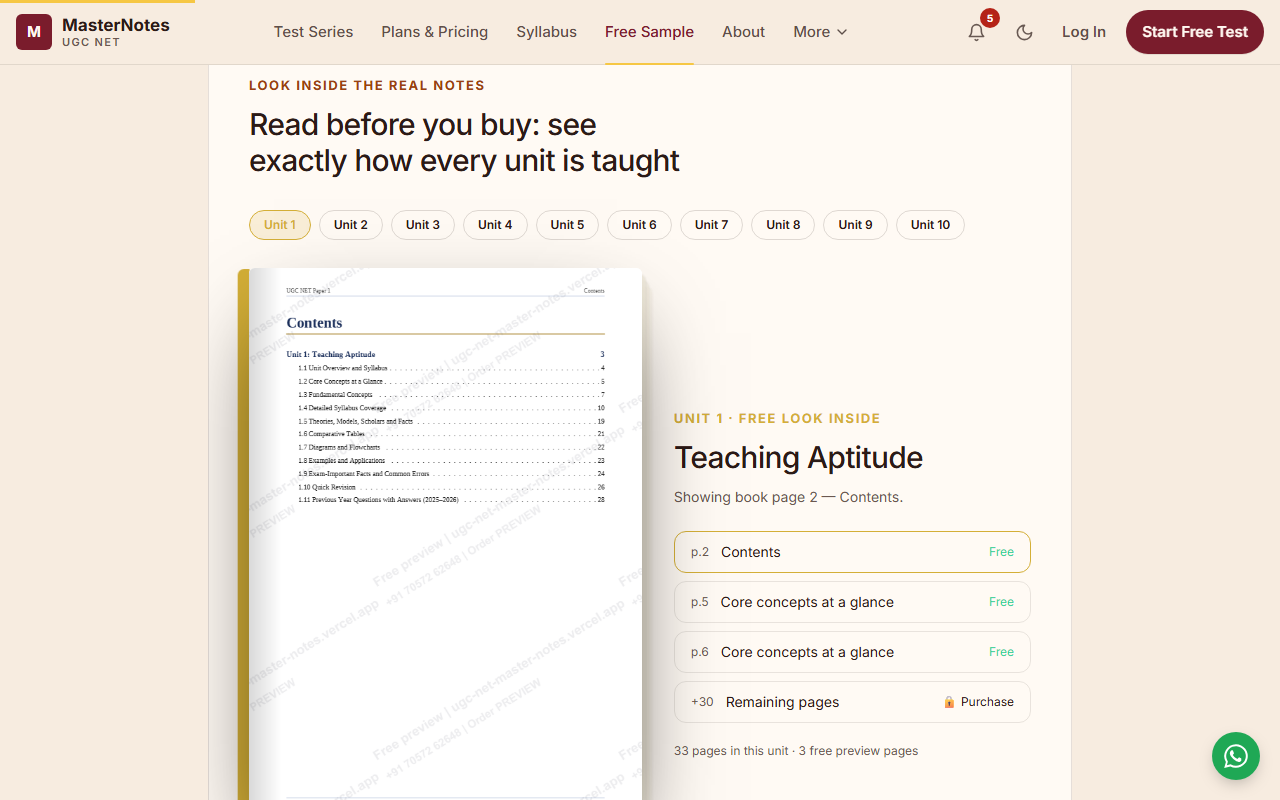 M
MasterNotes
UGC NET
Test Series
Plans & Pricing
Syllabus
Free Sample
About
More
5
Log In
Start Free Test
LOOK INSIDE THE REAL NOTES
Read before you buy: see
exactly how every unit is taught
Unit 1
Unit 2
Unit 3
Unit 4
Unit 5
Unit 6
Unit 7
Unit 8
Unit 9
Unit 10
UGC NET Paper 1 Contents
Contents
Unit 1: Teaching Aptitude 3
1.1 Unit Overview and Syllabus 4
1.2 Core Concepts at a Glance 5
1.3 Fundamental Concepts 7
1.4 Detailed Syllabus Coverage 10
1.5 Theories, Models, Scholars and Facts 19
1.6 Comparative Tables 21
1.7 Diagrams and Flowcharts 22
1.8 Examples and Applications 23
1.9 Exam-Important Facts and Common Errors 24
1.10 Quick Revision 26
1.11 Previous Year Questions with Answers (2025–2026) 28
Free preview | ugc-net-master-notes.vercel.app
+91 70572 62648 | Order PREVIEW
UNIT 1 · FREE LOOK INSIDE
Teaching Aptitude
Showing book page 2 — Contents.
p.2 Contents Free
p.5 Core concepts at a glance Free
p.6 Core concepts at a glance Free
+30 Remaining pages 🔒 Purchase
33 pages in this unit · 3 free preview pages